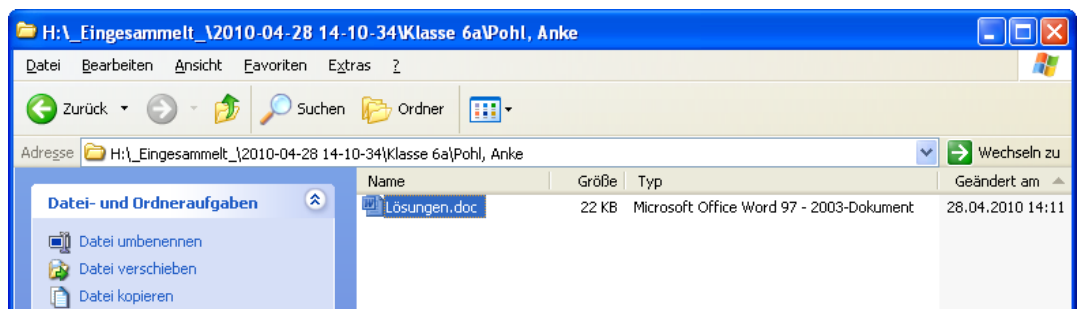 H:\_Eingesammelt_\2010-04-28 14-10-34\Klasse 6a\Pohl, Anke
Datei Bearbeiten Ansicht Favoriten Extras ?
Zurück Suchen Ordner
Adresse H:\_Eingesammelt_\2010-04-28 14-10-34\Klasse 6a\Pohl, Anke Wechseln zu
Name Größe Typ Geändert am
Lösungen.doc 22 KB Microsoft Office Word 97 - 2003-Dokument 28.04.2010 14:11
Datei- und Ordneraufgaben
Datei umbenennen
Datei verschieben
Datei kopieren